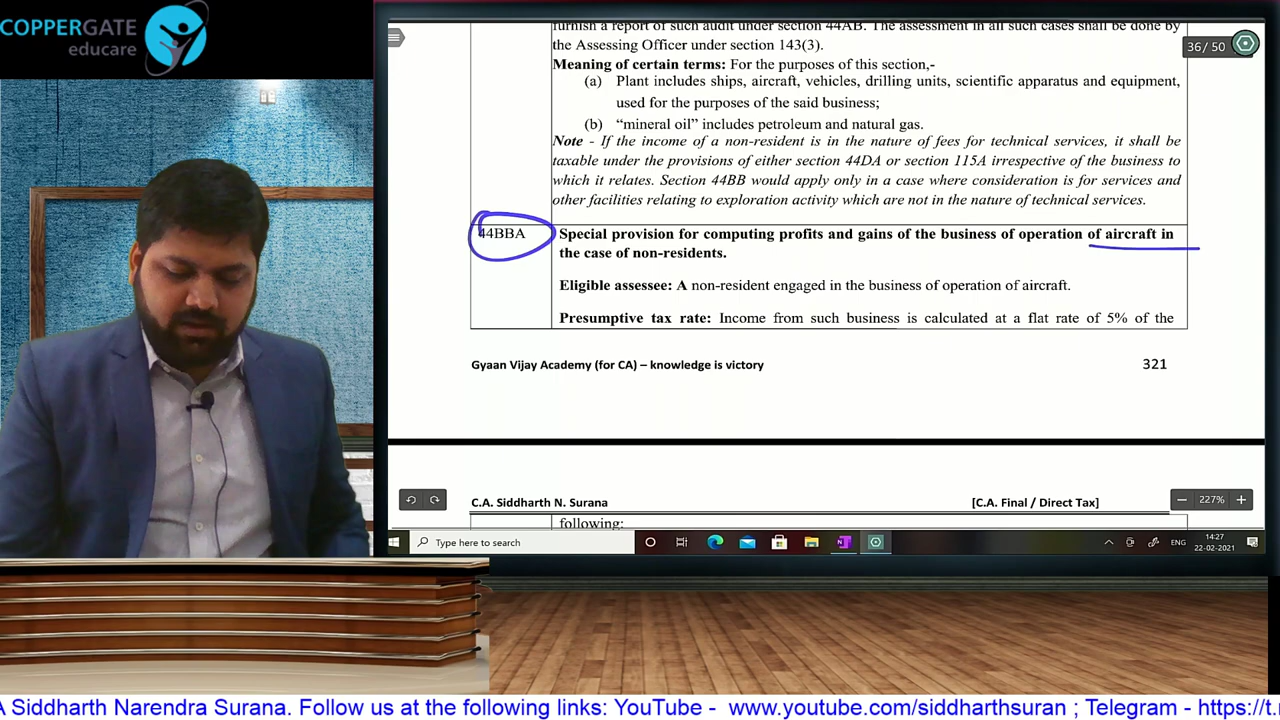 COPPERGATE
educare
furnish a report of such audit under section 44AB. The assessment in all such cases shall be done by
the Assessing Officer under section 143(3).
36 / 50
Meaning of certain terms: For the purposes of this section,-
(a) Plant includes ships, aircraft, vehicles, drilling units, scientific apparatus and equipment,
used for the purposes of the said business;
(b) “mineral oil” includes petroleum and natural gas.
Note - If the income of a non-resident is in the nature of fees for technical services, it shall be
taxable under the provisions of either section 44DA or section 115A irrespective of the business to
which it relates. Section 44BB would apply only in a case where consideration is for services and
other facilities relating to exploration activity which are not in the nature of technical services.
44BBA Special provision for computing profits and gains of the business of operation of aircraft in
the case of non-residents.
Eligible assessee: A non-resident engaged in the business of operation of aircraft.
Presumptive tax rate: Income from such business is calculated at a flat rate of 5% of the
Gyaan Vijay Academy (for CA) – knowledge is victory 321
C.A. Siddharth N. Surana [C.A. Final / Direct Tax]
227%
following:
Type here to search
ENG
14:27
22-02-2021
A Siddharth Narendra Surana. Follow us at the following links: YouTube - www.youtube.com/siddharthsuran ; Telegram - https://t.